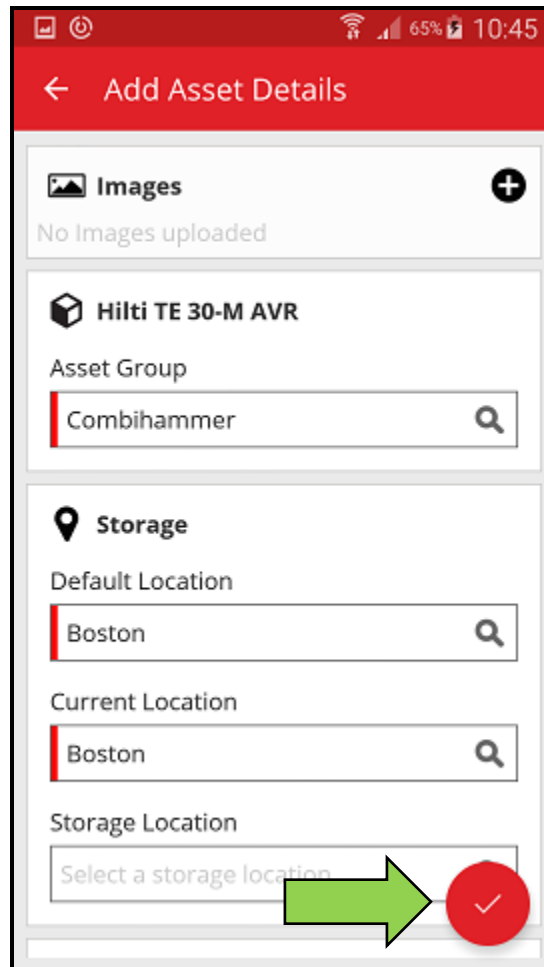 65% 10:45
Add Asset Details
Images
No Images uploaded
Hilti TE 30-M AVR
Asset Group
Combihammer
Storage
Default Location
Boston
Current Location
Boston
Storage Location
Select a storage location